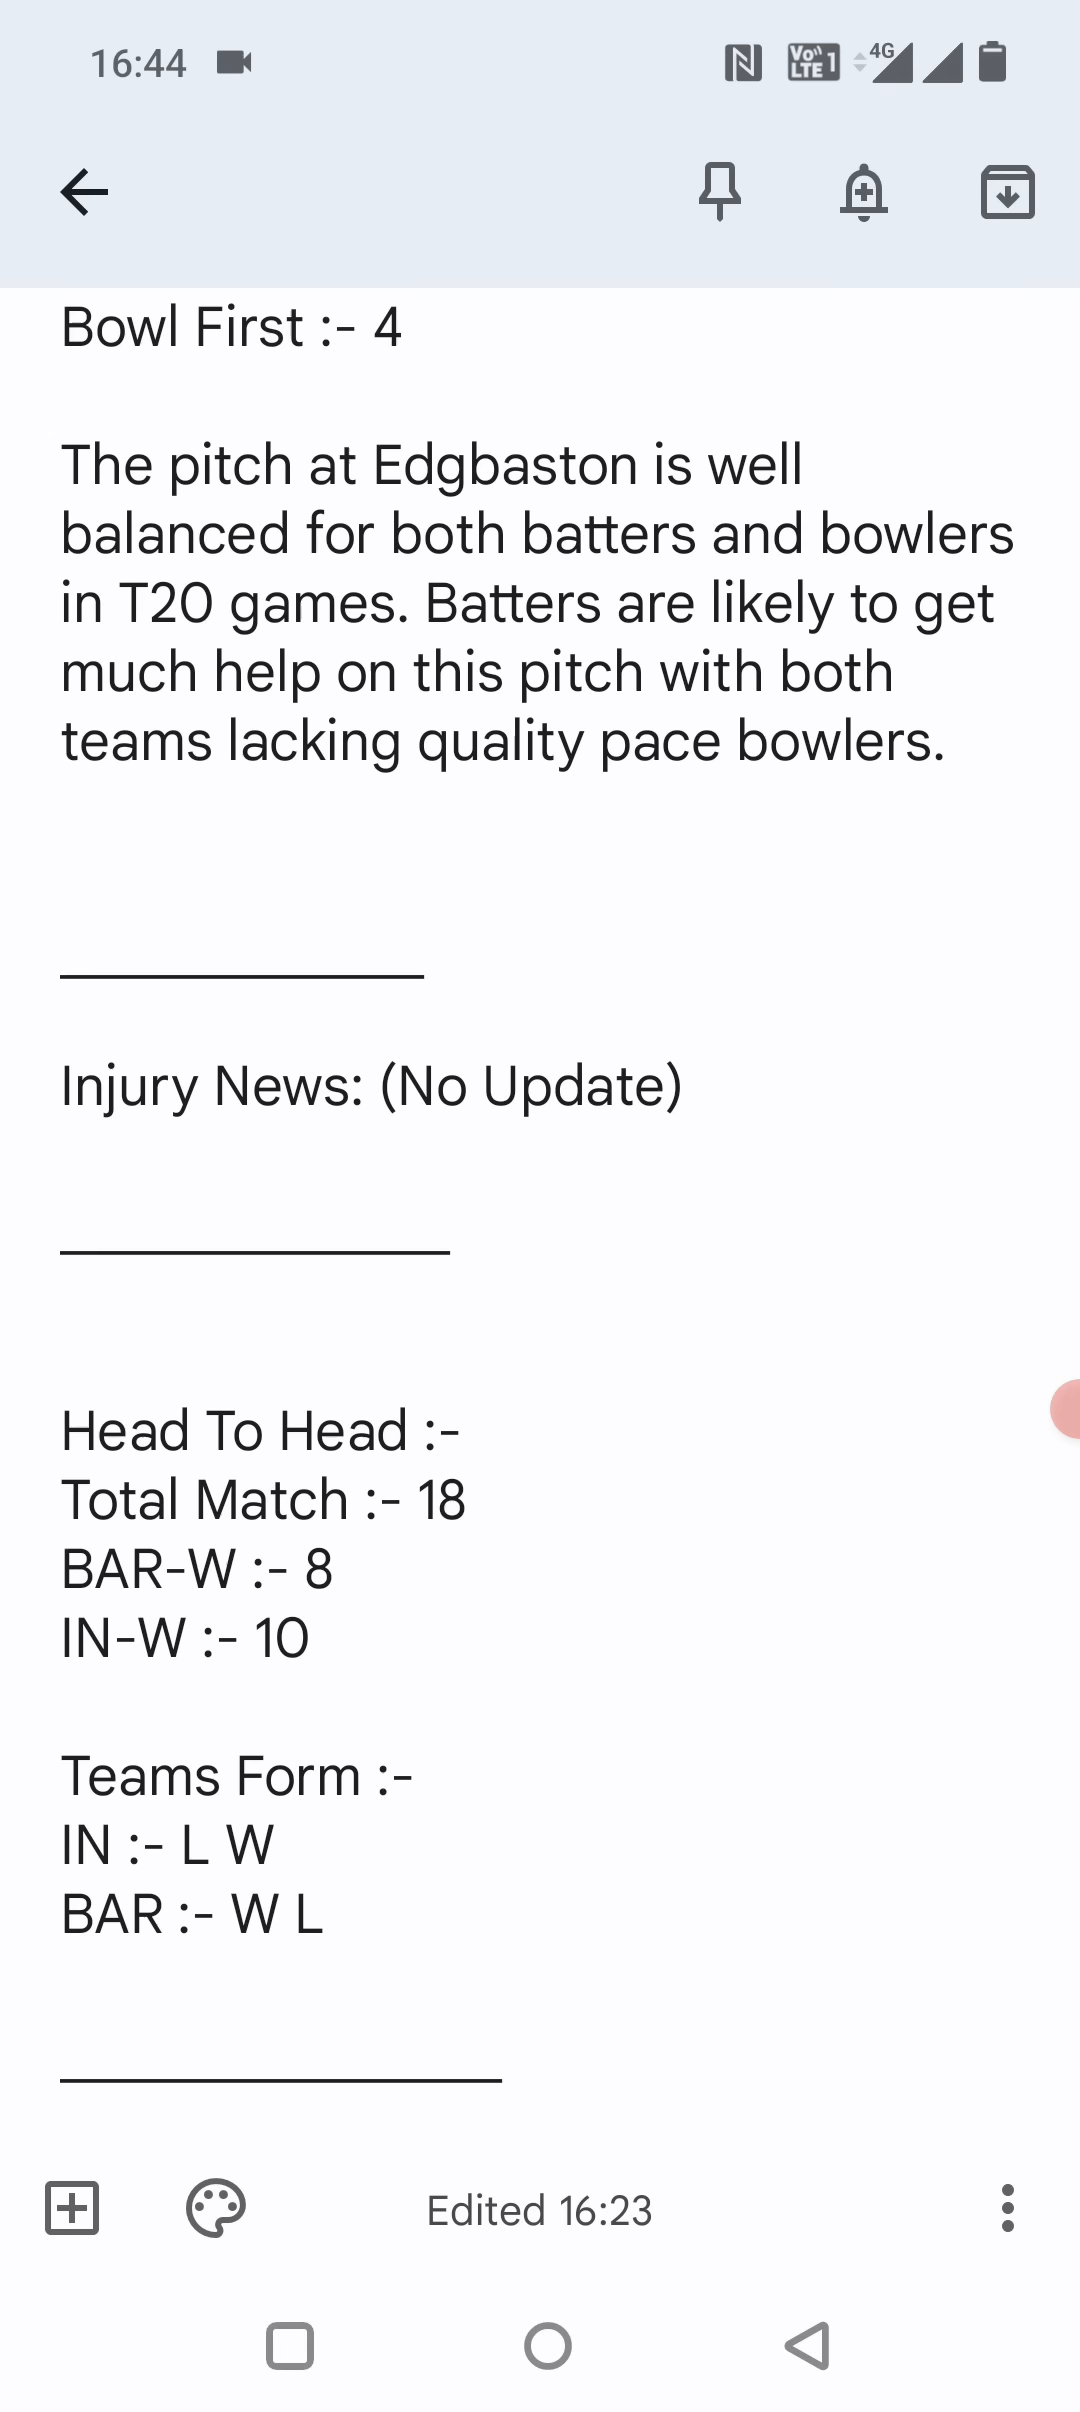 16:44
Vo)) LTE 1
4G
Bowl First :- 4
The pitch at Edgbaston is well
balanced for both batters and bowlers
in T20 games. Batters are likely to get
much help on this pitch with both
teams lacking quality pace bowlers.
Injury News: (No Update)
Head To Head :-
Total Match :- 18
BAR-W :- 8
IN-W :- 10
Teams Form :-
IN :- L W
BAR :- W L
Edited 16:23